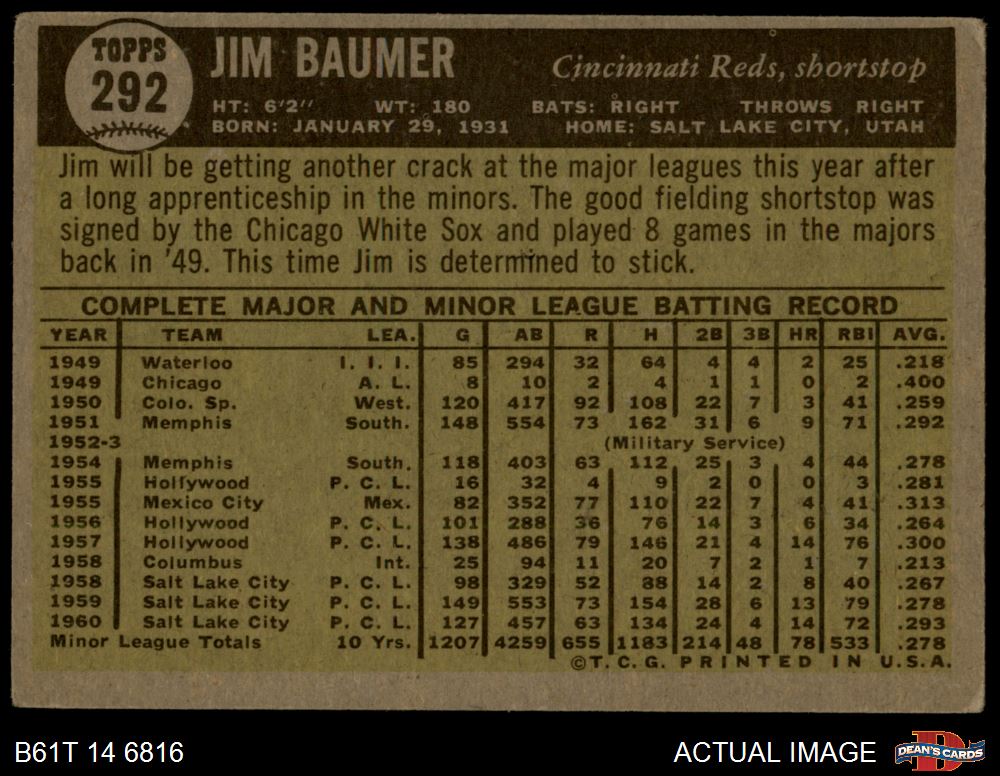 TOPPS
292
JIM BAUMER
Cincinnati Reds, shortstop
HT: 6'2" WT: 180 BATS: RIGHT THROWS RIGHT
BORN: JANUARY 29, 1931 HOME: SALT LAKE CITY, UTAH
Jim will be getting another crack at the major leagues this year after
a long apprenticeship in the minors. The good fielding shortstop was
signed by the Chicago White Sox and played 8 games in the majors
back in '49. This time Jim is determined to stick.
COMPLETE MAJOR AND MINOR LEAGUE BATTING RECORD
YEAR TEAM LEA. G AB R H 2B 3B HR RBI AVG.
1949 Waterloo I. I. I. 85 294 32 64 4 4 2 25 .218
1949 Chicago A. L. 8 10 2 4 1 1 0 2 .400
1950 Colo. Sp. West. 120 417 92 108 22 7 3 41 .259
1951 Memphis South. 148 554 73 162 31 6 9 71 .292
1952-3 (Military Service)
1954 Memphis South. 118 403 63 112 25 3 4 44 .278
1955 Hollywood P. C. L. 16 32 4 9 2 0 0 3 .281
1955 Mexico City Mex. 82 352 77 110 22 7 4 41 .313
1956 Hollywood P. C. L. 101 288 36 76 14 3 6 34 .264
1957 Hollywood P. C. L. 138 486 79 146 21 4 14 76 .300
1958 Columbus Int. 25 94 11 20 7 2 1 7 .213
1958 Salt Lake City P. C. L. 98 329 52 88 14 2 8 40 .267
1959 Salt Lake City P. C. L. 149 553 73 154 28 6 13 79 .278
1960 Salt Lake City P. C. L. 127 457 63 134 24 4 14 72 .293
Minor League Totals 10 Yrs. 1207 4259 655 1183 214 48 78 533 .278
©T. C. G. PRINTED IN U.S.A.
B61T 14 6816 ACTUAL IMAGE DEAN'S CARDS